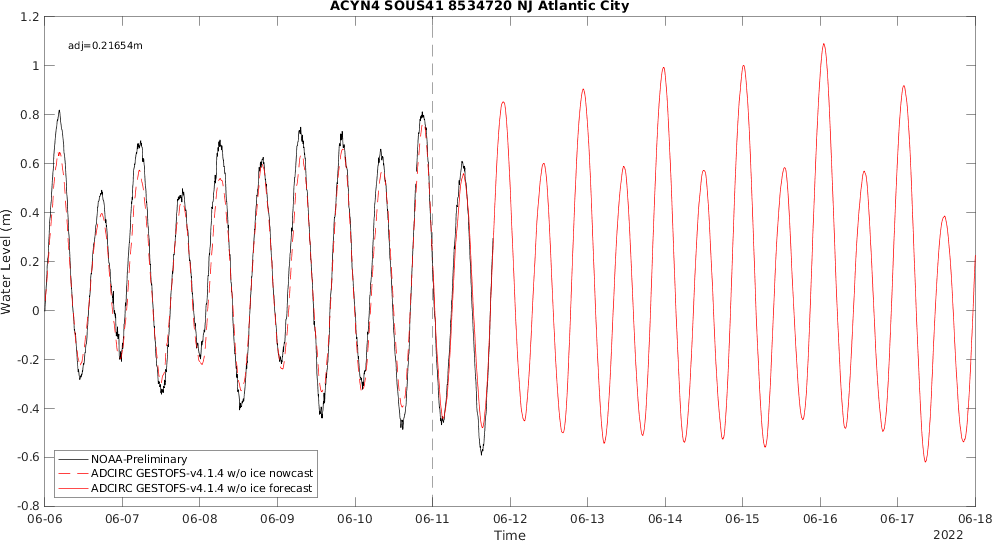 ACYN4 SOUS41 8534720 NJ Atlantic City
adj=0.21654m
Water Level (m)
1.2
1
0.8
0.6
0.4
0.2
0
-0.2
-0.4
-0.6
-0.8
NOAA-Preliminary
ADCIRC GESTOFS-v4.1.4 w/o ice nowcast
ADCIRC GESTOFS-v4.1.4 w/o ice forecast
06-06 06-07 06-08 06-09 06-10 06-11 06-12 06-13 06-14 06-15 06-16 06-17 06-18
Time
2022